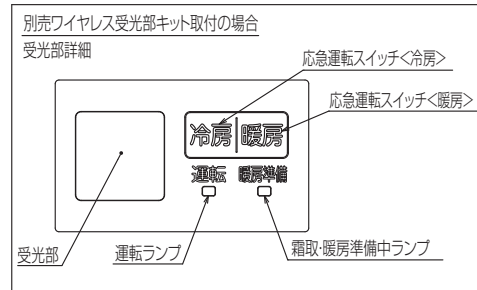 別売ワイヤレス受光部キット取付の場合
受光部詳細
応急運転スイッチ<冷房>
応急運転スイッチ<暖房>
冷房 暖房
運転 暖房準備
受光部
運転ランプ
霜取・暖房準備中ランプ